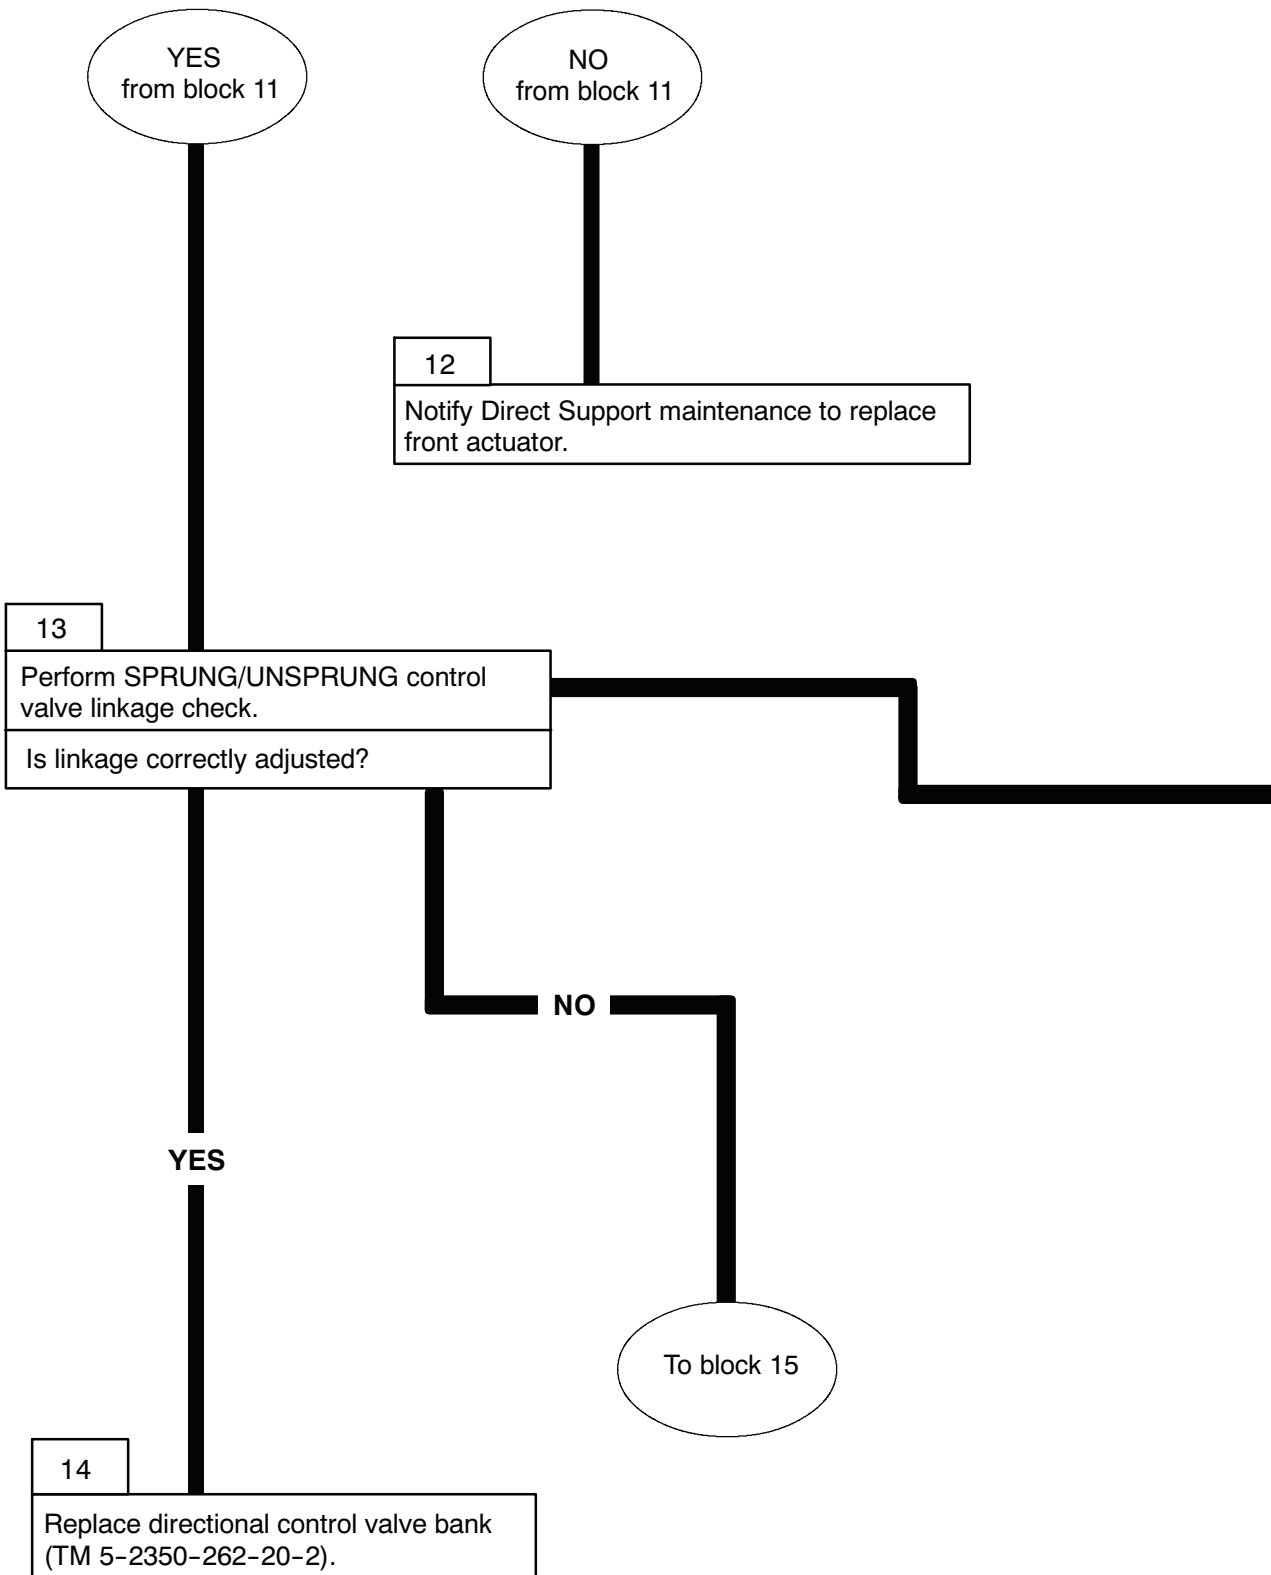 YES
from block 11
NO
from block 11
12
Notify Direct Support maintenance to replace
front actuator.
13
Perform SPRUNG/UNSPRUNG control
valve linkage check.
Is linkage correctly adjusted?
NO
YES
To block 15
14
Replace directional control valve bank
(TM 5-2350-262-20-2).